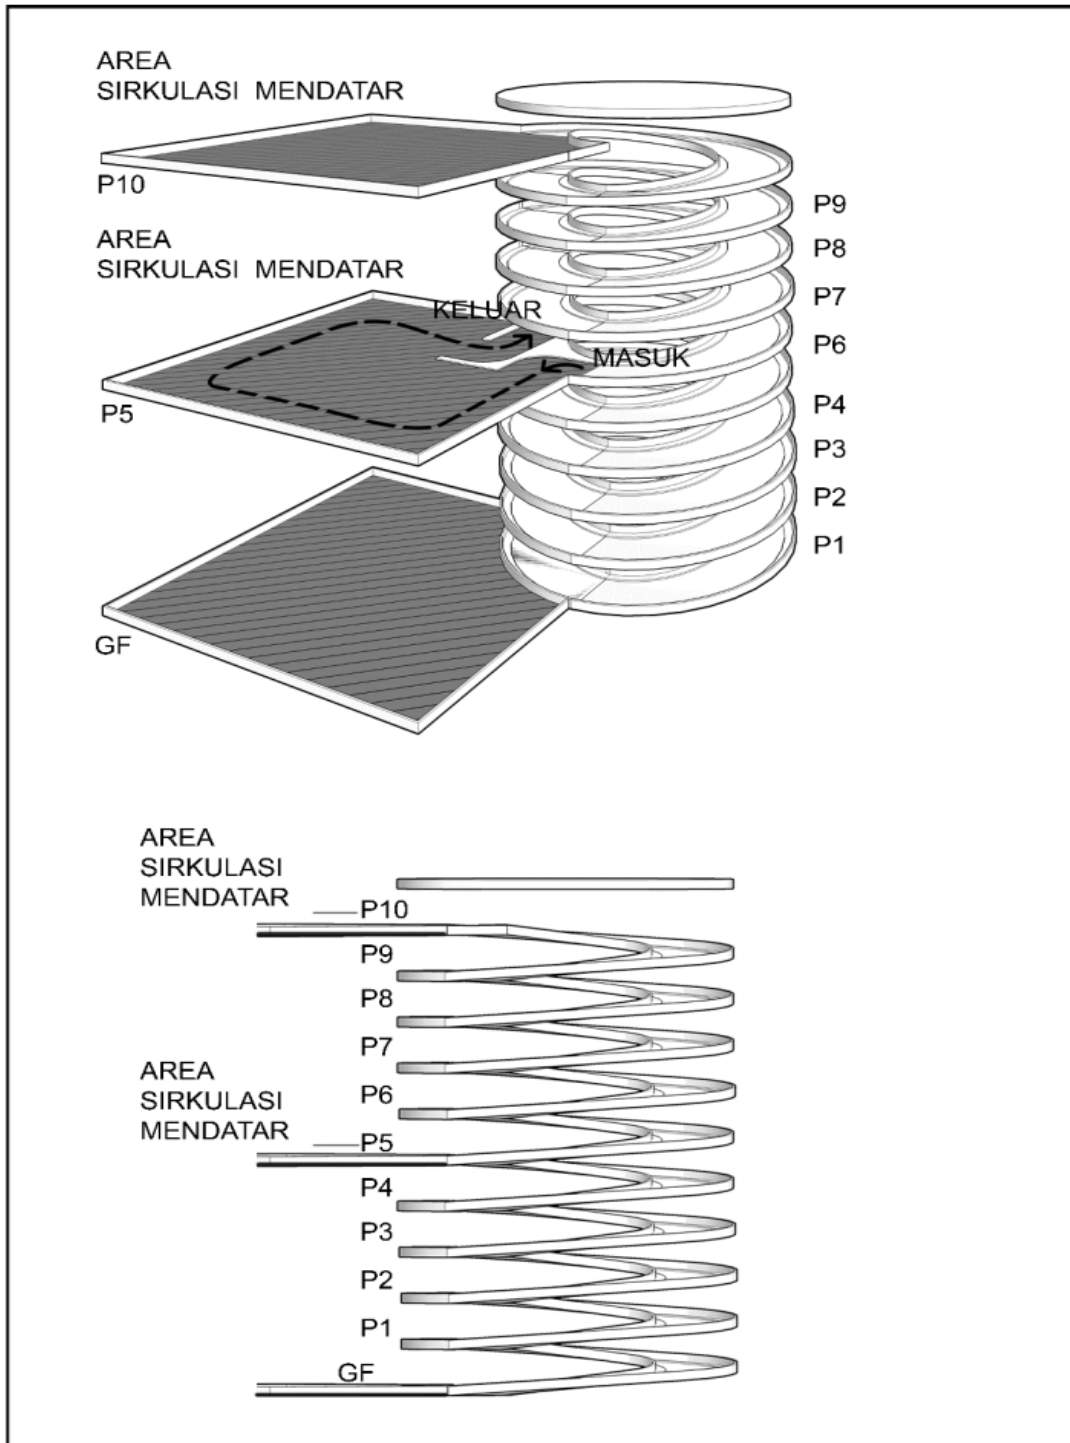 AREA
SIRKULASI MENDATAR
P10
P9
AREA
SIRKULASI MENDATAR
P8
P7
KELUAR
P6
MASUK
P5
P4
P3
P2
P1
GF
AREA
SIRKULASI
MENDATAR
P10
P9
P8
P7
AREA
SIRKULASI
MENDATAR
P6
P5
P4
P3
P2
P1
GF